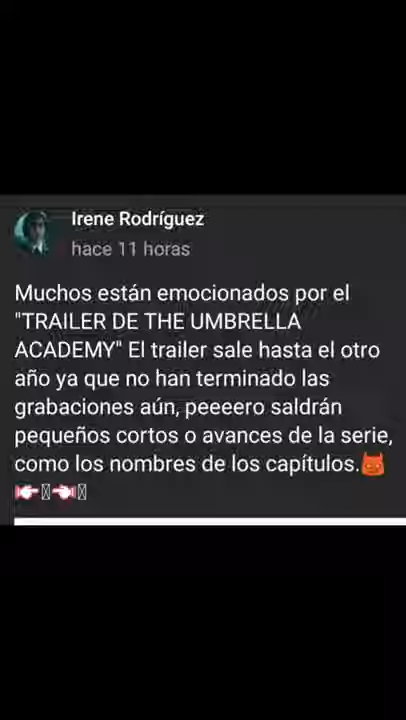 Irene Rodríguez
hace 11 horas
Muchos están emocionados por el
"TRAILER DE THE UMBRELLA
ACADEMY" El trailer sale hasta el otro
año ya que no han terminado las
grabaciones aún, peeeero saldrán
pequeños cortos o avances de la serie,
como los nombres de los capítulos.😈
👉🏻👈🏻